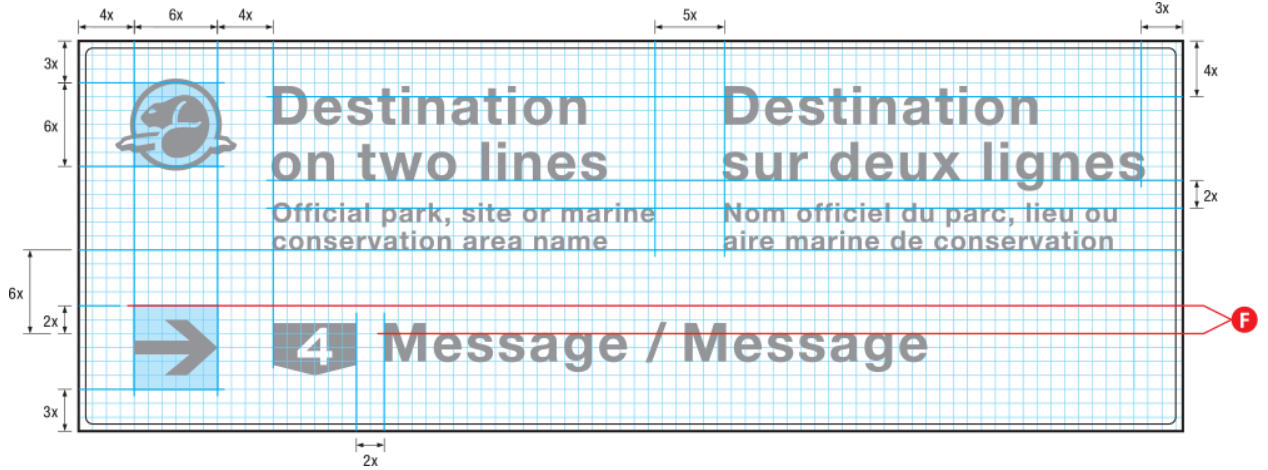 4x 6x 4x 5x 3x
3x
4x
6x
Destination
on two lines
Destination
sur deux lignes
2x
Official park, site or marine
conservation area name
Nom officiel du parc, lieu ou
aire marine de conservation
6x
2x
F
4 Message / Message
3x
2x